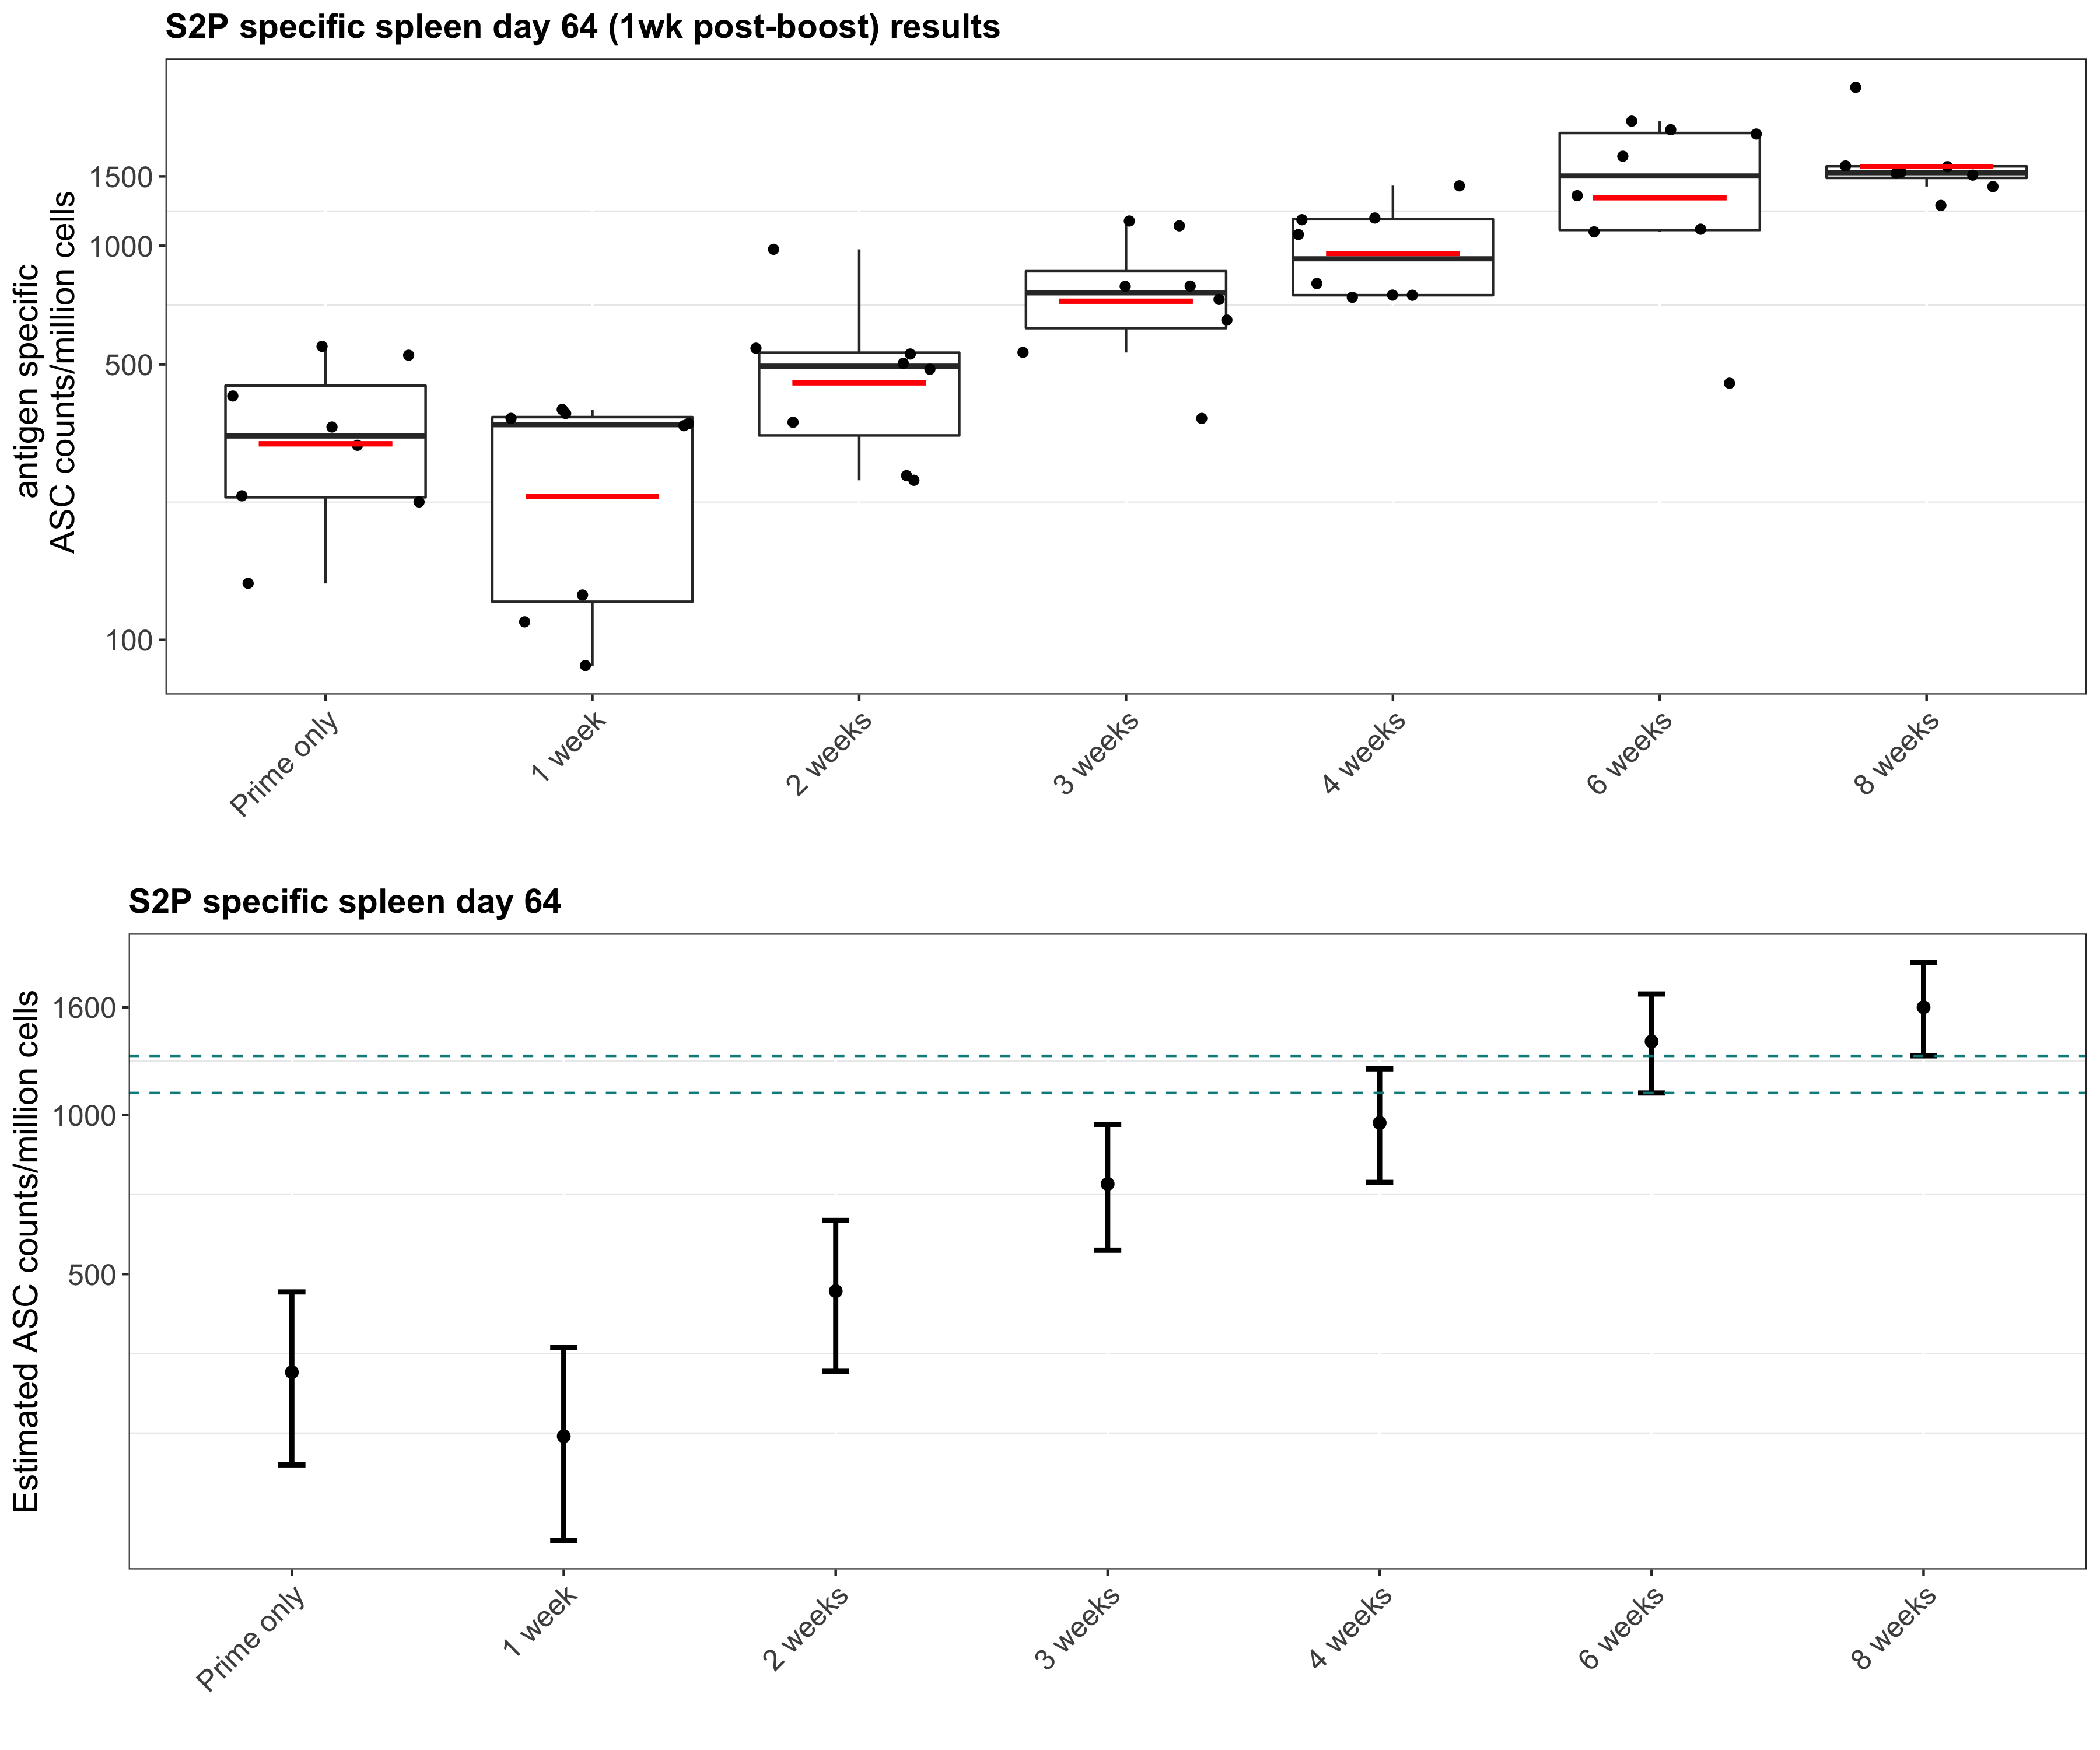 S2P specific spleen day 64 (1wk post-boost) results
antigen specific
ASC counts/million cells
1500
1000
500
100
Prime only
1 week
2 weeks
3 weeks
4 weeks
6 weeks
8 weeks
S2P specific spleen day 64
Estimated ASC counts/million cells
1600
1000
500
Prime only
1 week
2 weeks
3 weeks
4 weeks
6 weeks
8 weeks